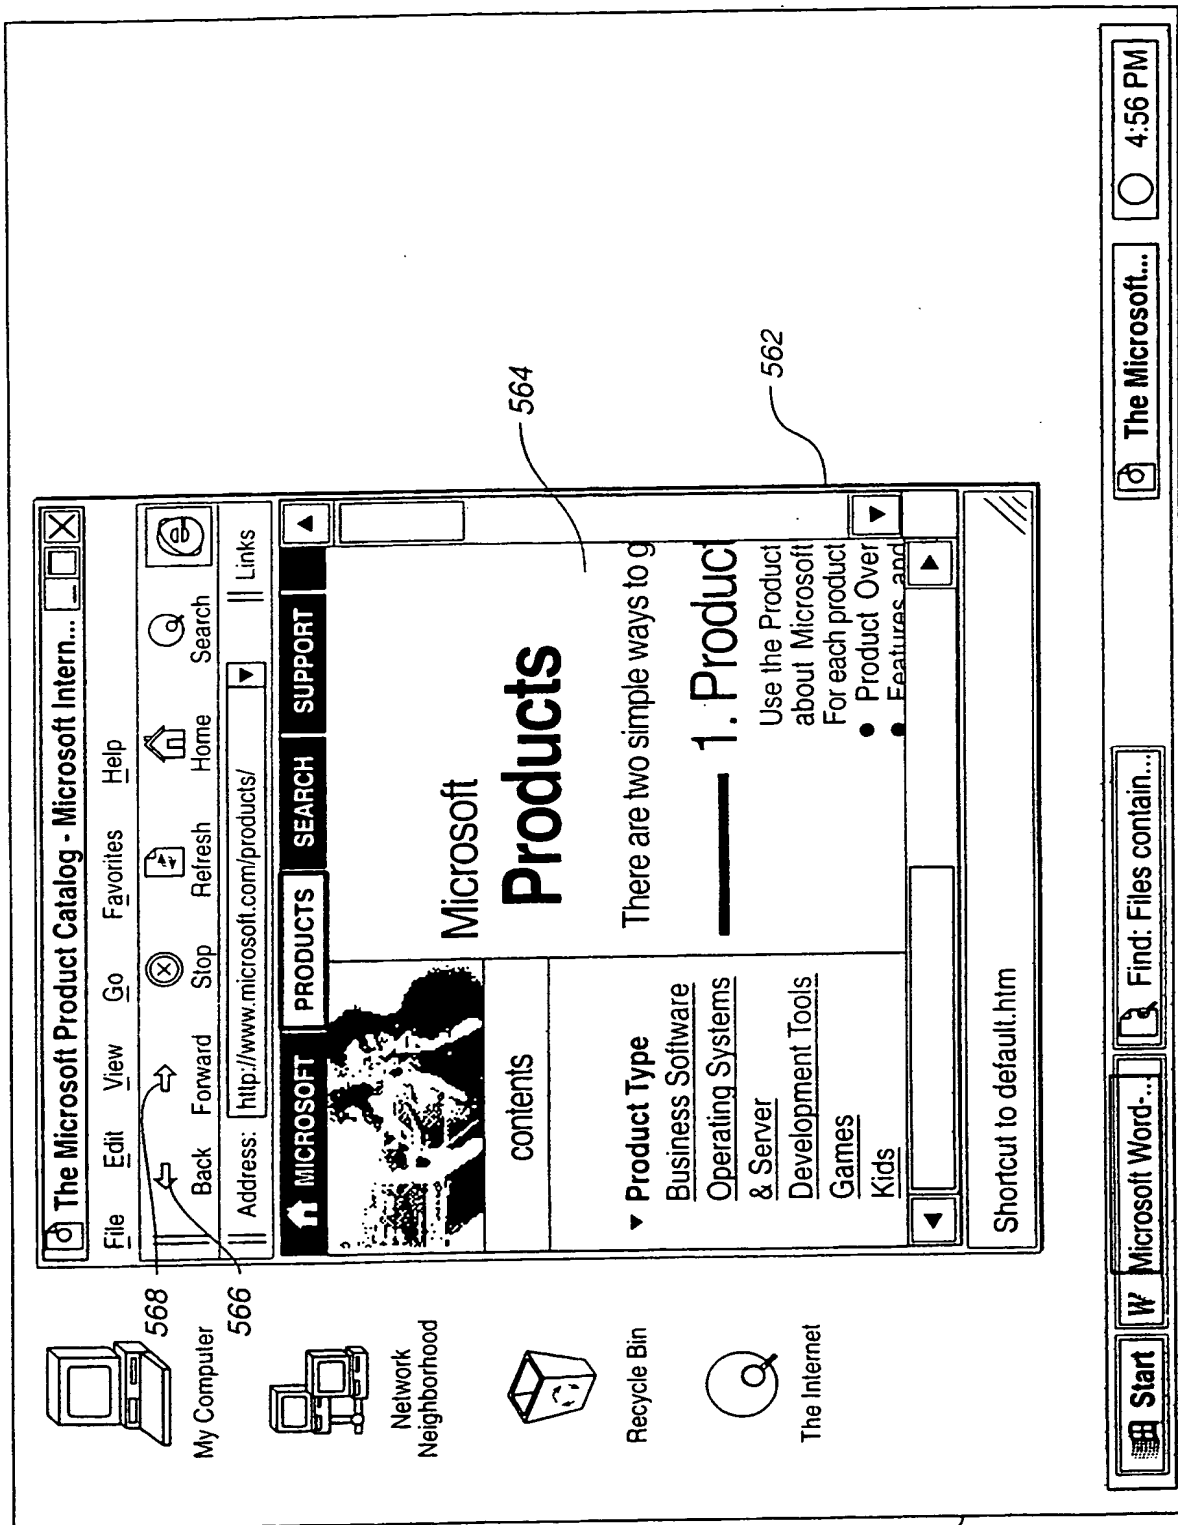 The Microsoft Product Catalog - Microsoft Intern...
File Edit View Go Favorites Help
Back Forward Stop Refresh Home Search
Address: http://www.microsoft.com/products/ Links
MICROSOFT PRODUCTS SEARCH SUPPORT
contents
▾ Product Type
Business Software
Operating Systems
& Server
Development Tools
Games
Kids
Microsoft
Products
There are two simple ways to g
1. Product
Use the Product
about Microsoft
For each product
● Product Over
● Features and
Shortcut to default.htm
564
562
568
566
My Computer
Network
Neighborhood
Recycle Bin
The Internet
Start W Microsoft Word-... Find: Files contain... The Microsoft... 4:56 PM